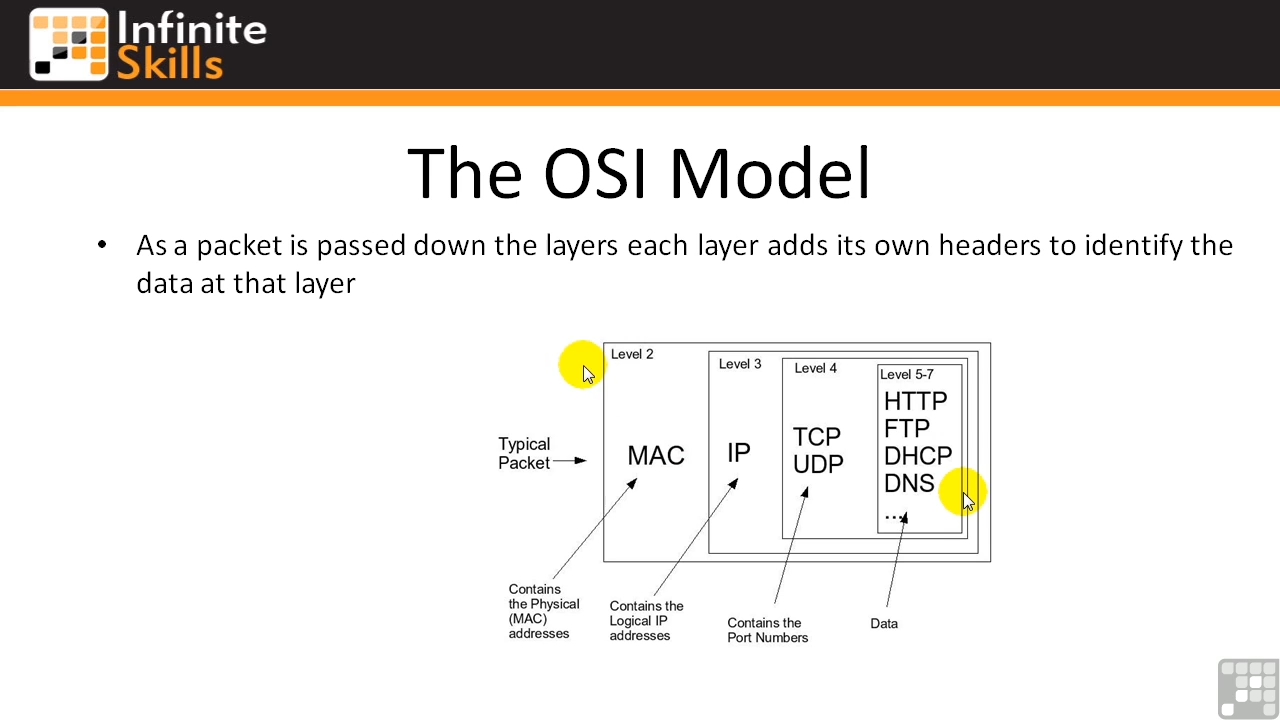 Infinite
Skills
The OSI Model
• As a packet is passed down the layers each layer adds its own headers to identify the
data at that layer
Level 2
Level 3
Level 4
Level 5-7
HTTP
FTP
DHCP
DNS
...
TCP
UDP
IP
MAC
Typical
Packet
Contains
the Physical
(MAC)
addresses
Contains the
Logical IP
addresses
Contains the
Port Numbers
Data